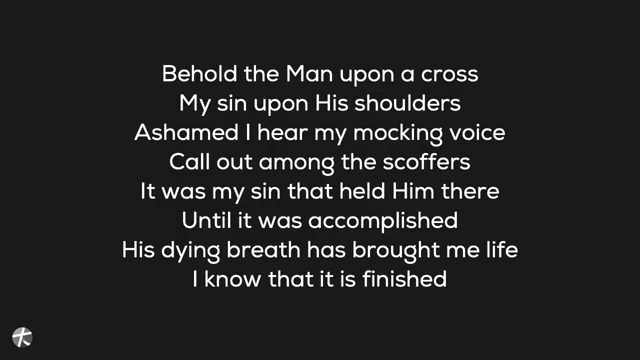 Behold the Man upon a cross
My sin upon His shoulders
Ashamed I hear my mocking voice
Call out among the scoffers
It was my sin that held Him there
Until it was accomplished
His dying breath has brought me life
I know that it is finished